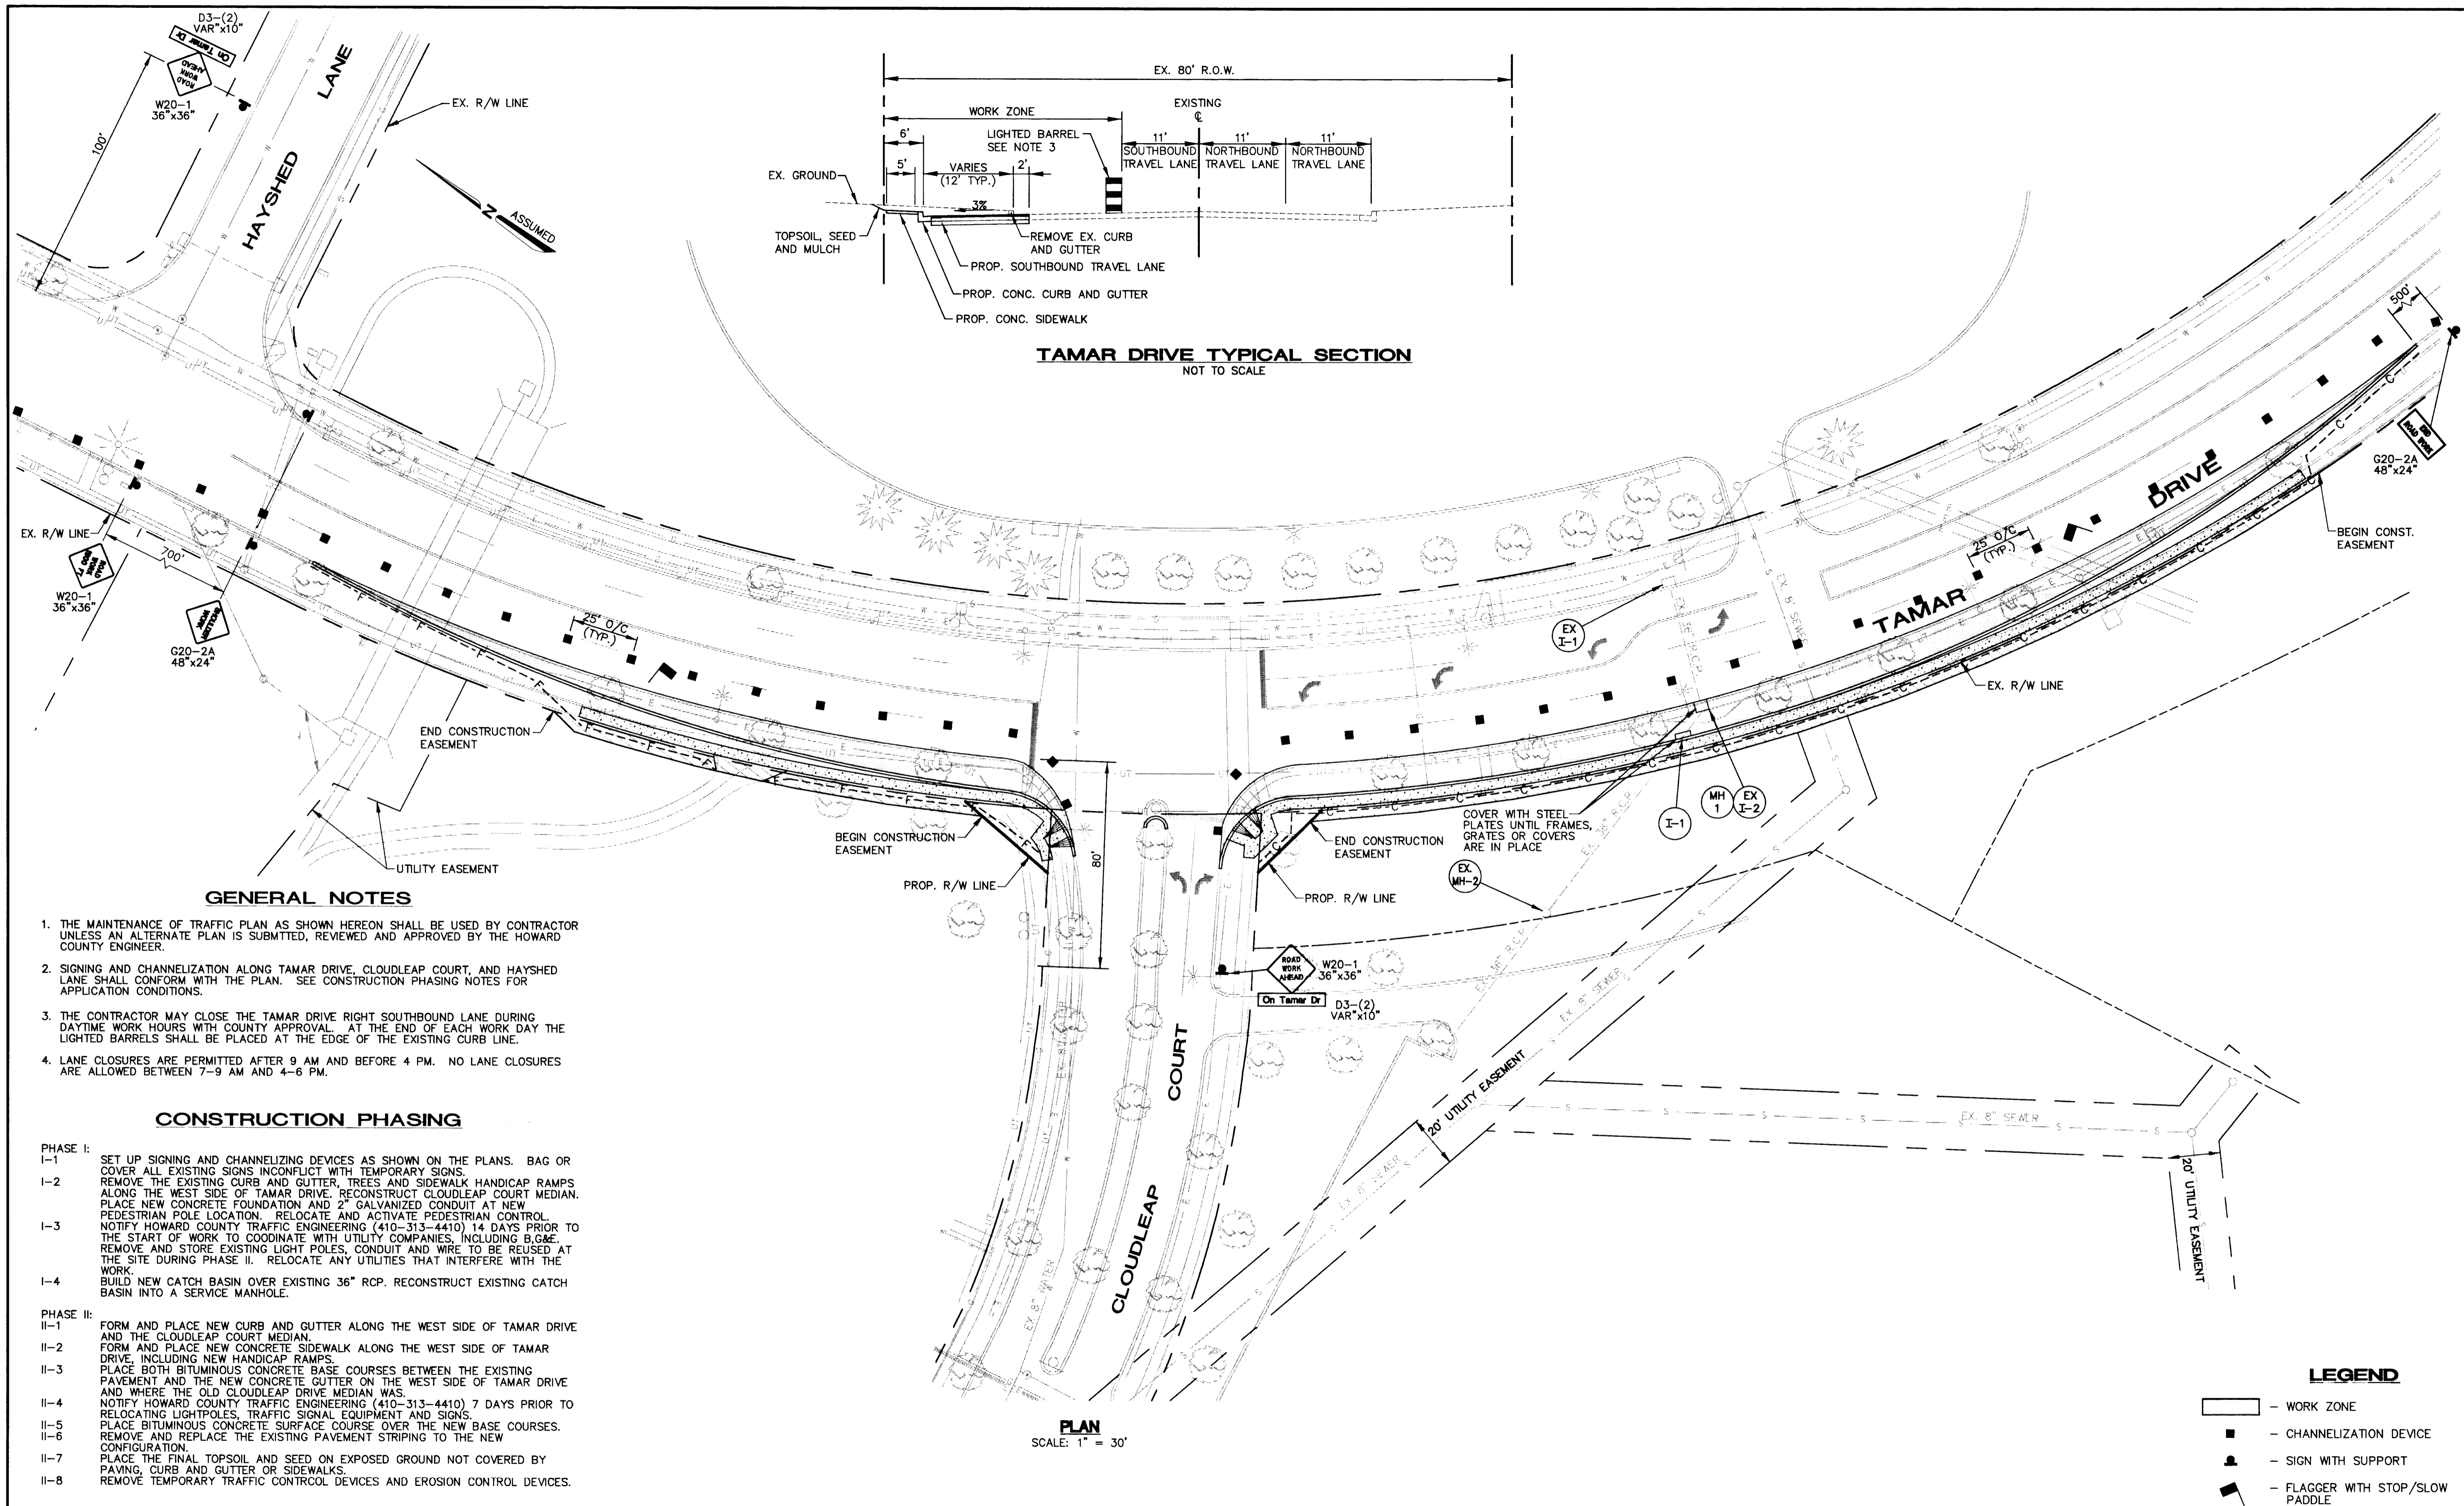 D3-(2)
VAR"x10"
On Tamar Dr
ROAD
WORK
AHEAD
W20-1
36"x36"
100'
HAYSHED LANE
EX. R/W LINE
ASSUMED
EX. 80' R.O.W.
WORK ZONE
EXISTING
6'
LIGHTED BARREL
SEE NOTE 3
11'
11'
11'
SOUTHBOUND
TRAVEL LANE
NORTHBOUND
TRAVEL LANE
NORTHBOUND
TRAVEL LANE
5'
VARIES
(12' TYP.)
2'
EX. GROUND
3%
TOPSOIL, SEED
AND MULCH
REMOVE EX. CURB
AND GUTTER
PROP. SOUTHBOUND TRAVEL LANE
PROP. CONC. CURB AND GUTTER
PROP. CONC. SIDEWALK
TAMAR DRIVE TYPICAL SECTION
NOT TO SCALE
500'
END
ROAD WORK
G20-2A
48"x24"
BEGIN CONST.
EASEMENT
TAMAR DRIVE
25' O/C
(TYP.)
EX. R/W LINE
EX
I-1
EX 8" SEWER
EX. R/W LINE
700'
W20-1
36"x36"
G20-2A
48"x24"
25' O/C
(TYP.)
END CONSTRUCTION
EASEMENT
UTILITY EASEMENT
BEGIN CONSTRUCTION
EASEMENT
PROP. R/W LINE
80'
COVER WITH STEEL
PLATES UNTIL FRAMES,
GRATES OR COVERS
ARE IN PLACE
I-1
MH
1
EX
I-2
END CONSTRUCTION
EASEMENT
EX.
MH-2
PROP. R/W LINE
EX. 36" R.C.P.
EX. 36" R.C.P.
ROAD
WORK
AHEAD
W20-1
36"x36"
On Tamar Dr
D3-(2)
VAR"x10"
CLOUDLEAP COURT
EX. 8" WATER
EX. 8" SEWER
EX. 8" SEWER
20' UTILITY EASEMENT
EX. 8" SEWER
20' UTILITY EASEMENT
GENERAL NOTES
1. THE MAINTENANCE OF TRAFFIC PLAN AS SHOWN HEREON SHALL BE USED BY CONTRACTOR
UNLESS AN ALTERNATE PLAN IS SUBMTTED, REVIEWED AND APPROVED BY THE HOWARD
COUNTY ENGINEER.
2. SIGNING AND CHANNELIZATION ALONG TAMAR DRIVE, CLOUDLEAP COURT, AND HAYSHED
LANE SHALL CONFORM WITH THE PLAN. SEE CONSTRUCTION PHASING NOTES FOR
APPLICATION CONDITIONS.
3. THE CONTRACTOR MAY CLOSE THE TAMAR DRIVE RIGHT SOUTHBOUND LANE DURING
DAYTIME WORK HOURS WITH COUNTY APPROVAL. AT THE END OF EACH WORK DAY THE
LIGHTED BARRELS SHALL BE PLACED AT THE EDGE OF THE EXISTING CURB LINE.
4. LANE CLOSURES ARE PERMITTED AFTER 9 AM AND BEFORE 4 PM. NO LANE CLOSURES
ARE ALLOWED BETWEEN 7-9 AM AND 4-6 PM.
CONSTRUCTION PHASING
PHASE I:
I-1 SET UP SIGNING AND CHANNELIZING DEVICES AS SHOWN ON THE PLANS. BAG OR
COVER ALL EXISTING SIGNS INCONFLICT WITH TEMPORARY SIGNS.
I-2 REMOVE THE EXISTING CURB AND GUTTER, TREES AND SIDEWALK HANDICAP RAMPS
ALONG THE WEST SIDE OF TAMAR DRIVE. RECONSTRUCT CLOUDLEAP COURT MEDIAN.
PLACE NEW CONCRETE FOUNDATION AND 2" GALVANIZED CONDUIT AT NEW
PEDESTRIAN POLE LOCATION. RELOCATE AND ACTIVATE PEDESTRIAN CONTROL.
I-3 NOTIFY HOWARD COUNTY TRAFFIC ENGINEERING (410-313-4410) 14 DAYS PRIOR TO
THE START OF WORK TO COODINATE WITH UTILITY COMPANIES, INCLUDING B,G&E.
REMOVE AND STORE EXISTING LIGHT POLES, CONDUIT AND WIRE TO BE REUSED AT
THE SITE DURING PHASE II. RELOCATE ANY UTILITIES THAT INTERFERE WITH THE
WORK.
I-4 BUILD NEW CATCH BASIN OVER EXISTING 36" RCP. RECONSTRUCT EXISTING CATCH
BASIN INTO A SERVICE MANHOLE.
PHASE II:
II-1 FORM AND PLACE NEW CURB AND GUTTER ALONG THE WEST SIDE OF TAMAR DRIVE
AND THE CLOUDLEAP COURT MEDIAN.
II-2 FORM AND PLACE NEW CONCRETE SIDEWALK ALONG THE WEST SIDE OF TAMAR
DRIVE, INCLUDING NEW HANDICAP RAMPS.
II-3 PLACE BOTH BITUMINOUS CONCRETE BASE COURSES BETWEEN THE EXISTING
PAVEMENT AND THE NEW CONCRETE GUTTER ON THE WEST SIDE OF TAMAR DRIVE
AND WHERE THE OLD CLOUDLEAP DRIVE MEDIAN WAS.
II-4 NOTIFY HOWARD COUNTY TRAFFIC ENGINEERING (410-313-4410) 7 DAYS PRIOR TO
RELOCATING LIGHTPOLES, TRAFFIC SIGNAL EQUIPMENT AND SIGNS.
II-5 PLACE BITUMINOUS CONCRETE SURFACE COURSE OVER THE NEW BASE COURSES.
II-6 REMOVE AND REPLACE THE EXISTING PAVEMENT STRIPING TO THE NEW
CONFIGURATION.
II-7 PLACE THE FINAL TOPSOIL AND SEED ON EXPOSED GROUND NOT COVERED BY
PAVING, CURB AND GUTTER OR SIDEWALKS.
II-8 REMOVE TEMPORARY TRAFFIC CONTRCOL DEVICES AND EROSION CONTROL DEVICES.
PLAN
SCALE: 1" = 30'
LEGEND
- WORK ZONE
- CHANNELIZATION DEVICE
- SIGN WITH SUPPORT
- FLAGGER WITH STOP/SLOW
PADDLE